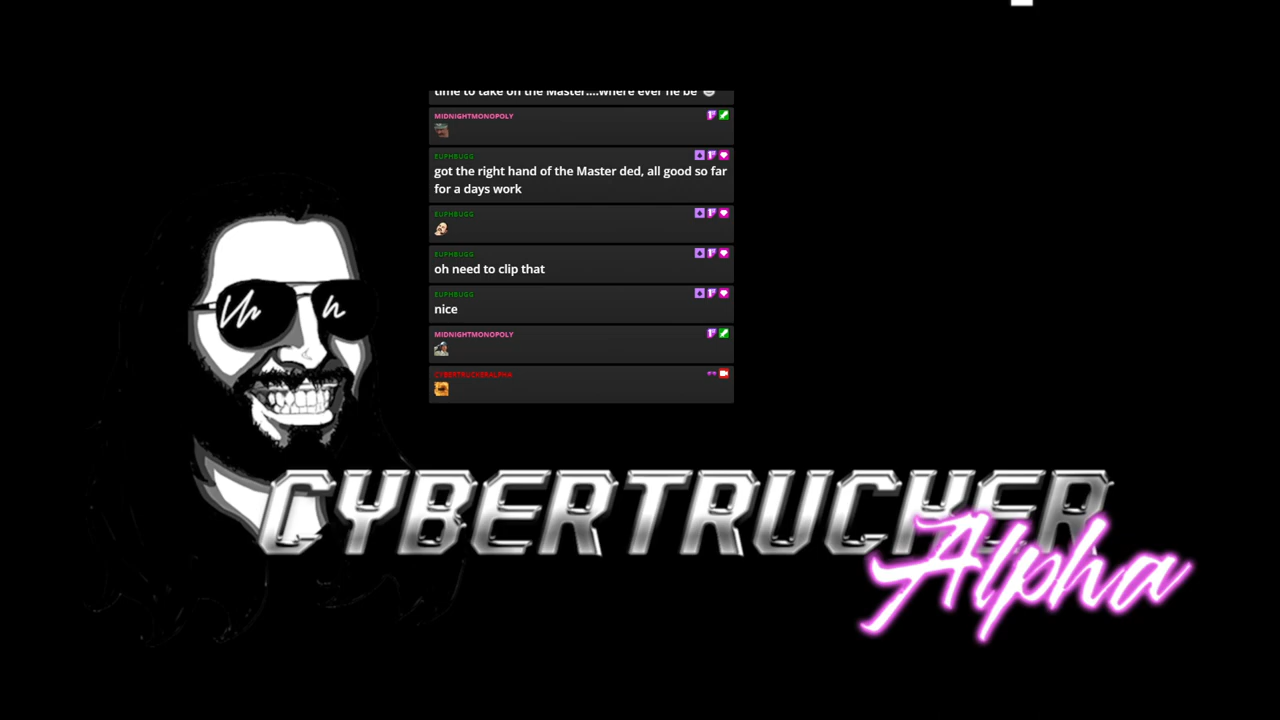 time to take on the Master....where ever he be
MIDNIGHTMONOPOLY
EUPHBUGG
got the right hand of the Master ded, all good so far
for a days work
EUPHBUGG
EUPHBUGG
oh need to clip that
EUPHBUGG
nice
MIDNIGHTMONOPOLY
CYBERTRUCKERALPHA
CYBERTRUCKER
Alpha